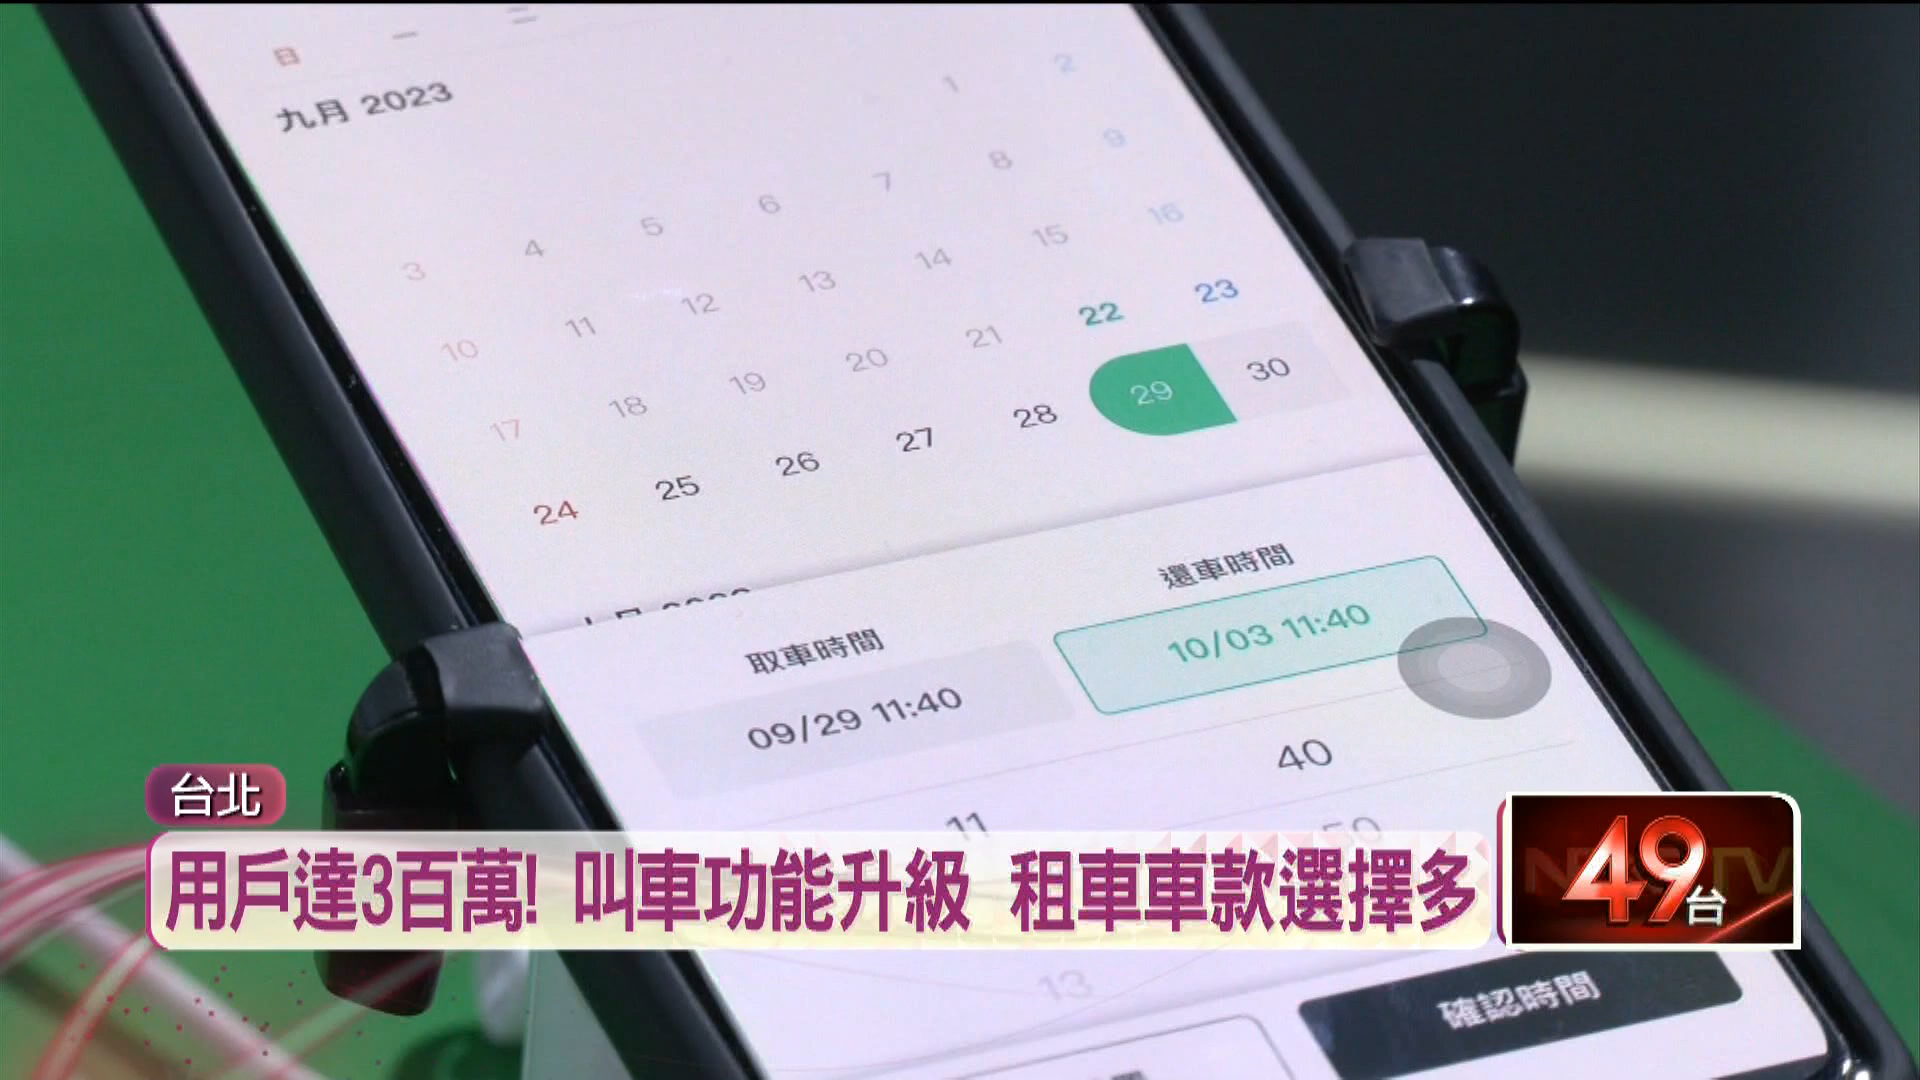 日 一 二
九月 2023
1 2
3 4 5 6 7 8 9
10 11 12 13 14 15 16
17 18 19 20 21 22 23
24 25 26 27 28 29 30
取車時間 還車時間
09/29 11:40 10/03 11:40
11 40
50
13
確認時間
台北
用戶達3百萬! 叫車功能升級 租車車款選擇多
49台